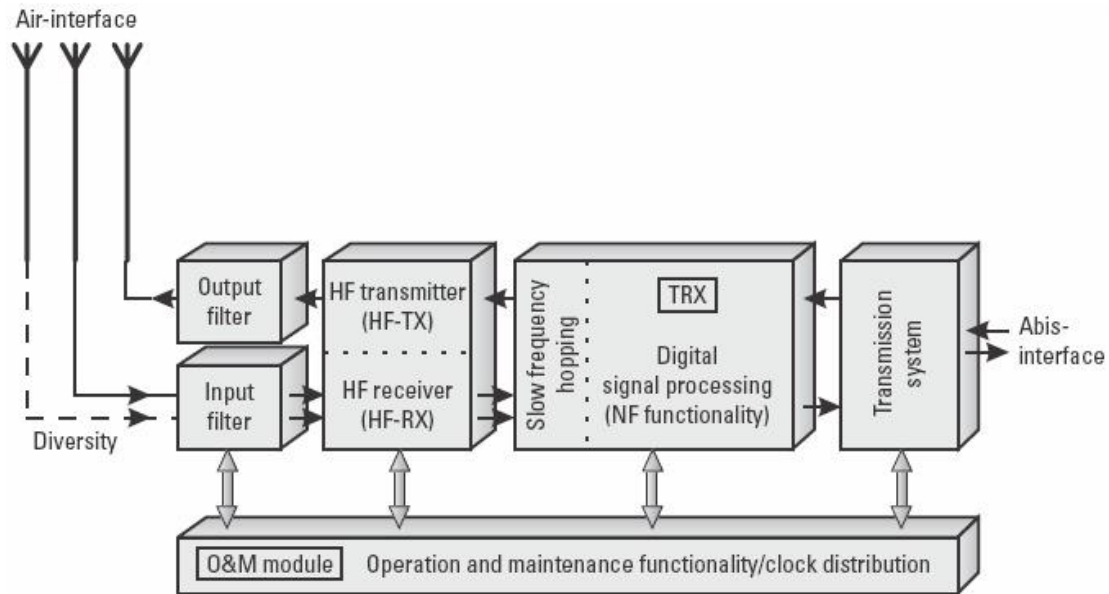 Air-interface
Output
filter
Input
filter
Diversity
HF transmitter
(HF-TX)
HF receiver
(HF-RX)
Slow frequency
hopping
TRX
Digital
signal processing
(NF functionality)
Transmission
system
Abis-
interface
O&M module
Operation and maintenance functionality/clock distribution